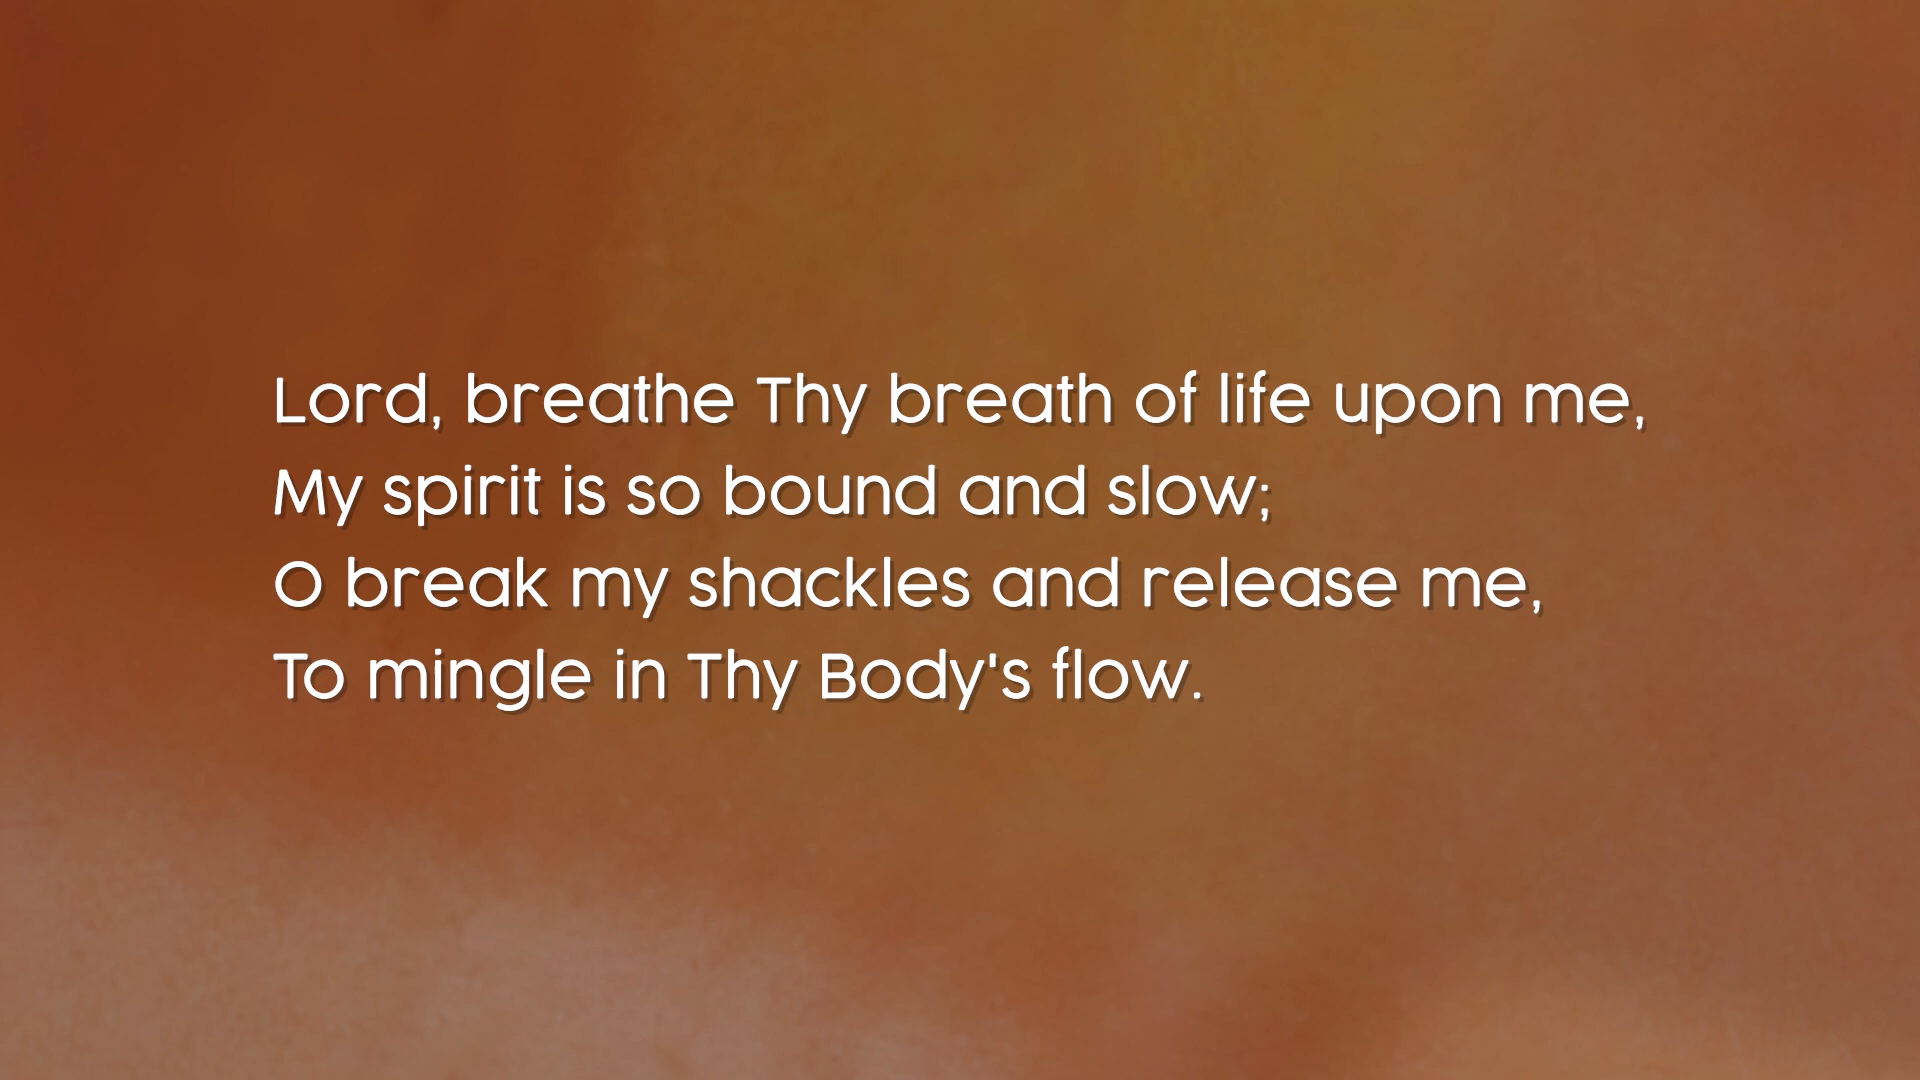 Lord, breathe Thy breath of life upon me,
My spirit is so bound and slow;
O break my shackles and release me,
To mingle in Thy Body's flow.